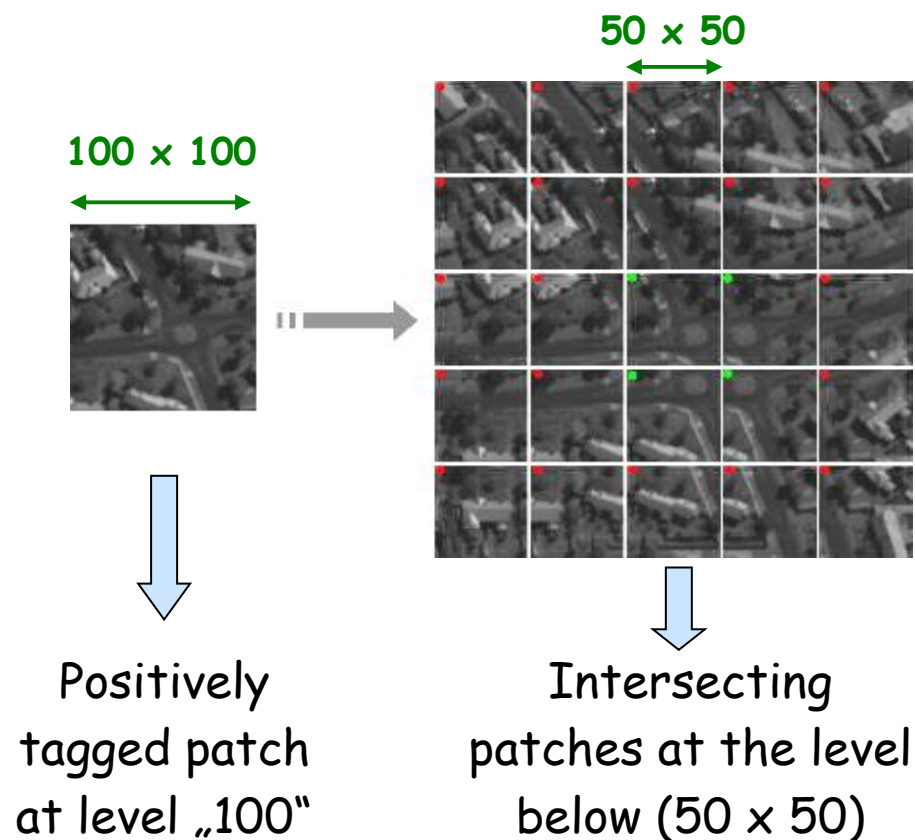 50 x 50
100 x 100
Positively
tagged patch
at level „100“
Intersecting
patches at the level
below (50 x 50)